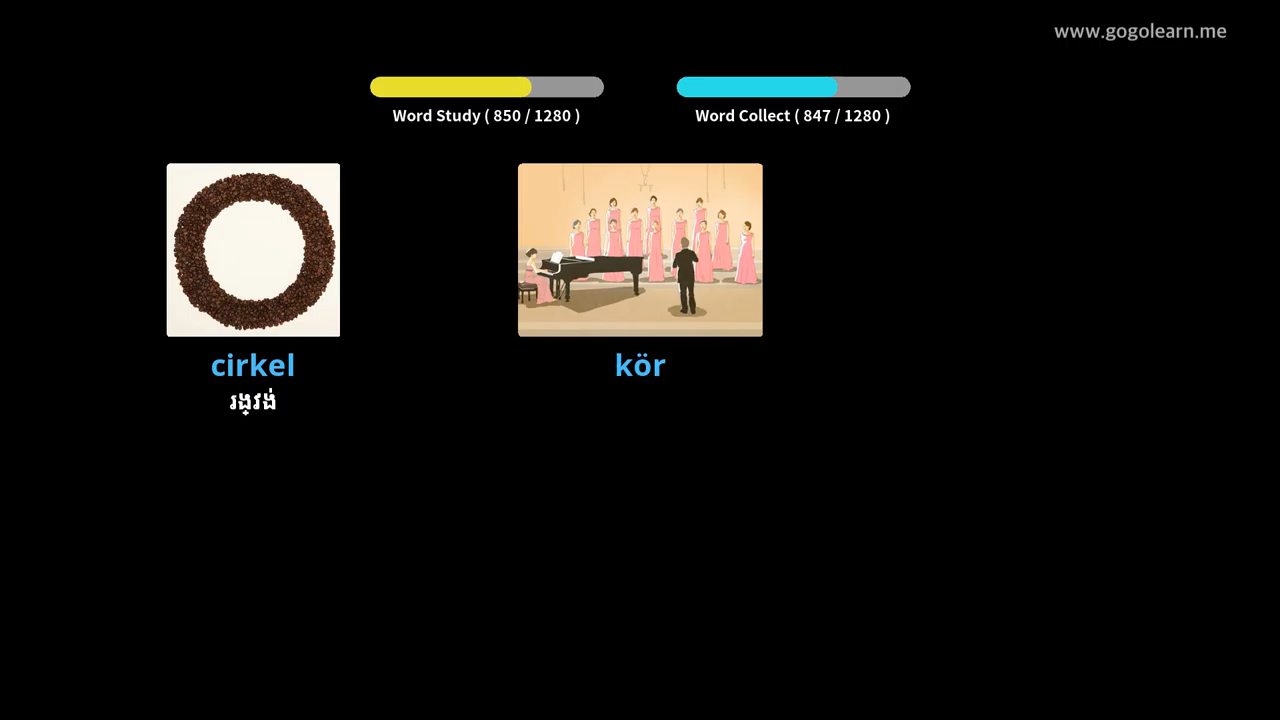 www.gogolearn.me
Word Study ( 850 / 1280 )
Word Collect ( 847 / 1280 )
cirkel
រង្វង់
kör